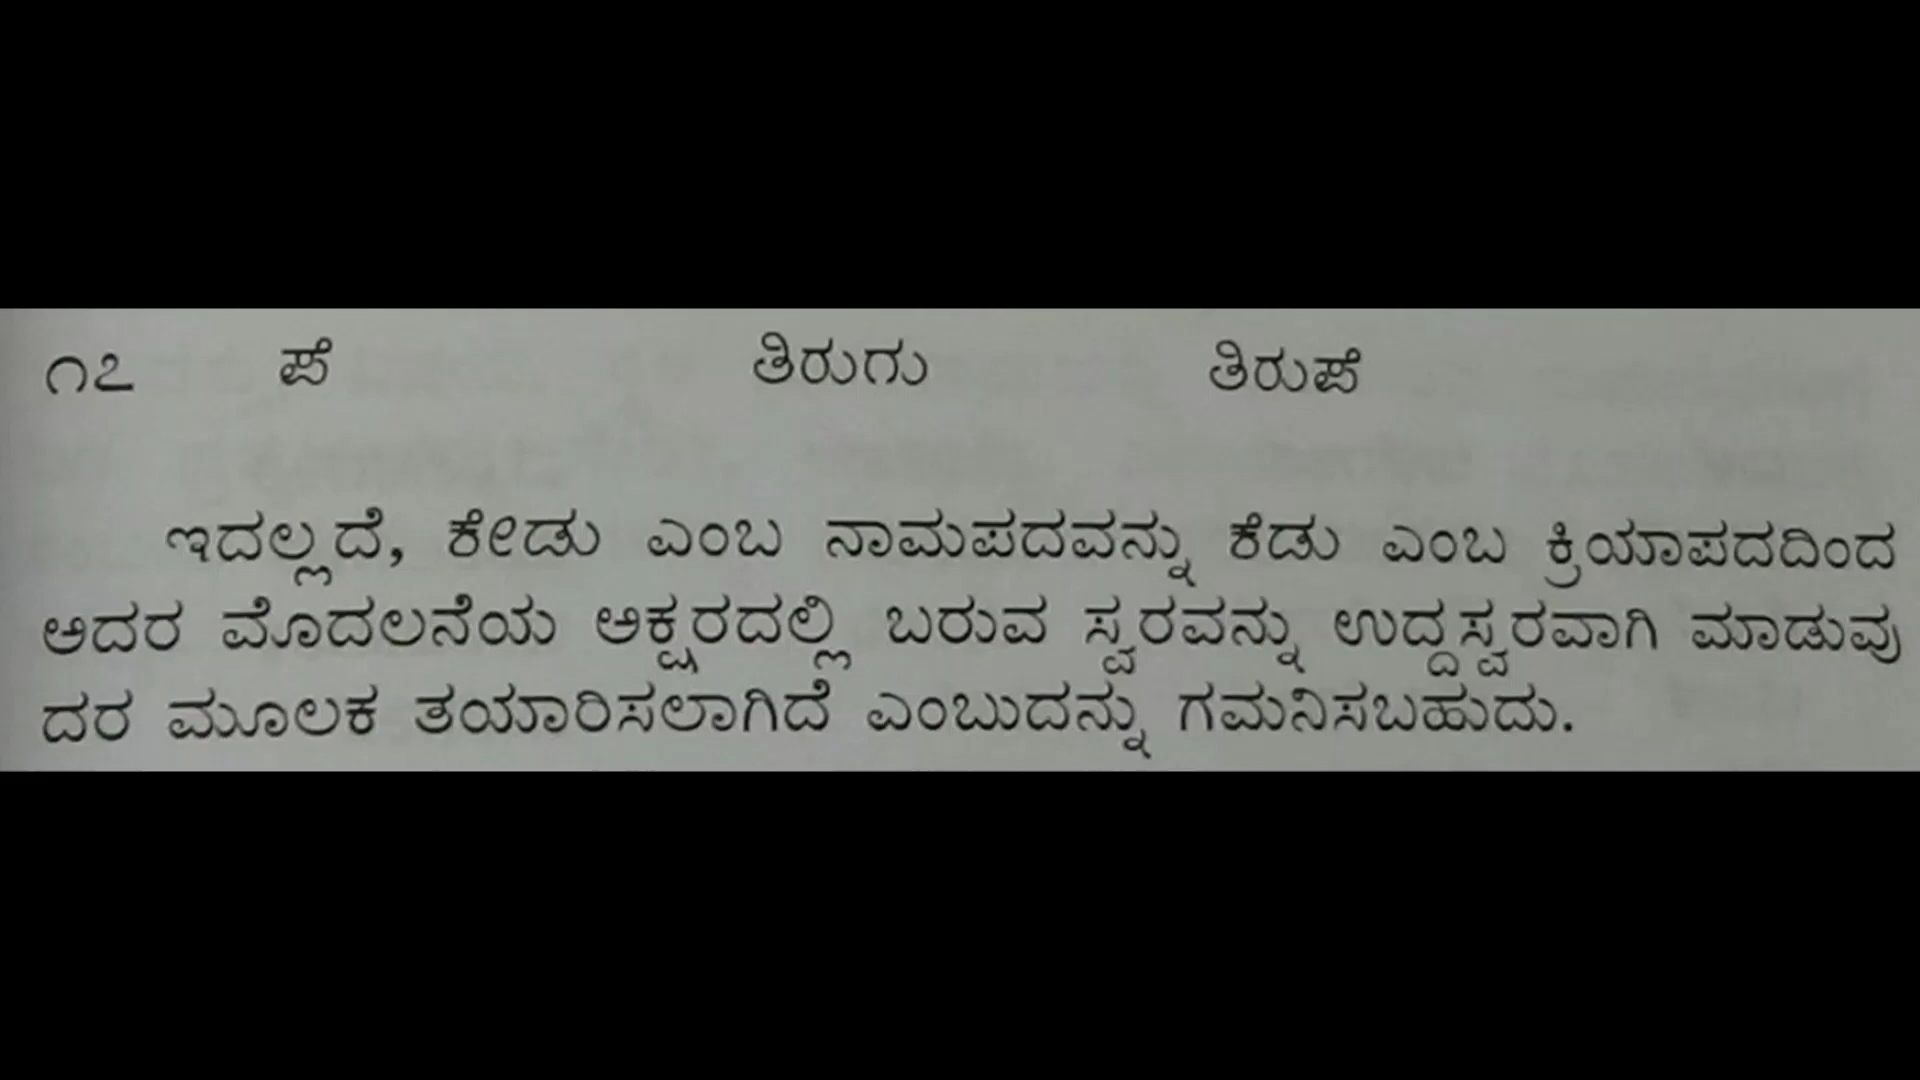 ೧೭ ಪೆ ತಿರುಗು ತಿರುಪೆ
ಇದಲ್ಲದೆ, ಕೇಡು ಎಂಬ ನಾಮಪದವನ್ನು ಕೆಡು ಎಂಬ ಕ್ರಿಯಾಪದದಿಂದ
ಅದರ ಮೊದಲನೆಯ ಅಕ್ಷರದಲ್ಲಿ ಬರುವ ಸ್ವರವನ್ನು ಉದ್ದಸ್ವರವಾಗಿ ಮಾಡುವು
ದರ ಮೂಲಕ ತಯಾರಿಸಲಾಗಿದೆ ಎಂಬುದನ್ನು ಗಮನಿಸಬಹುದು.